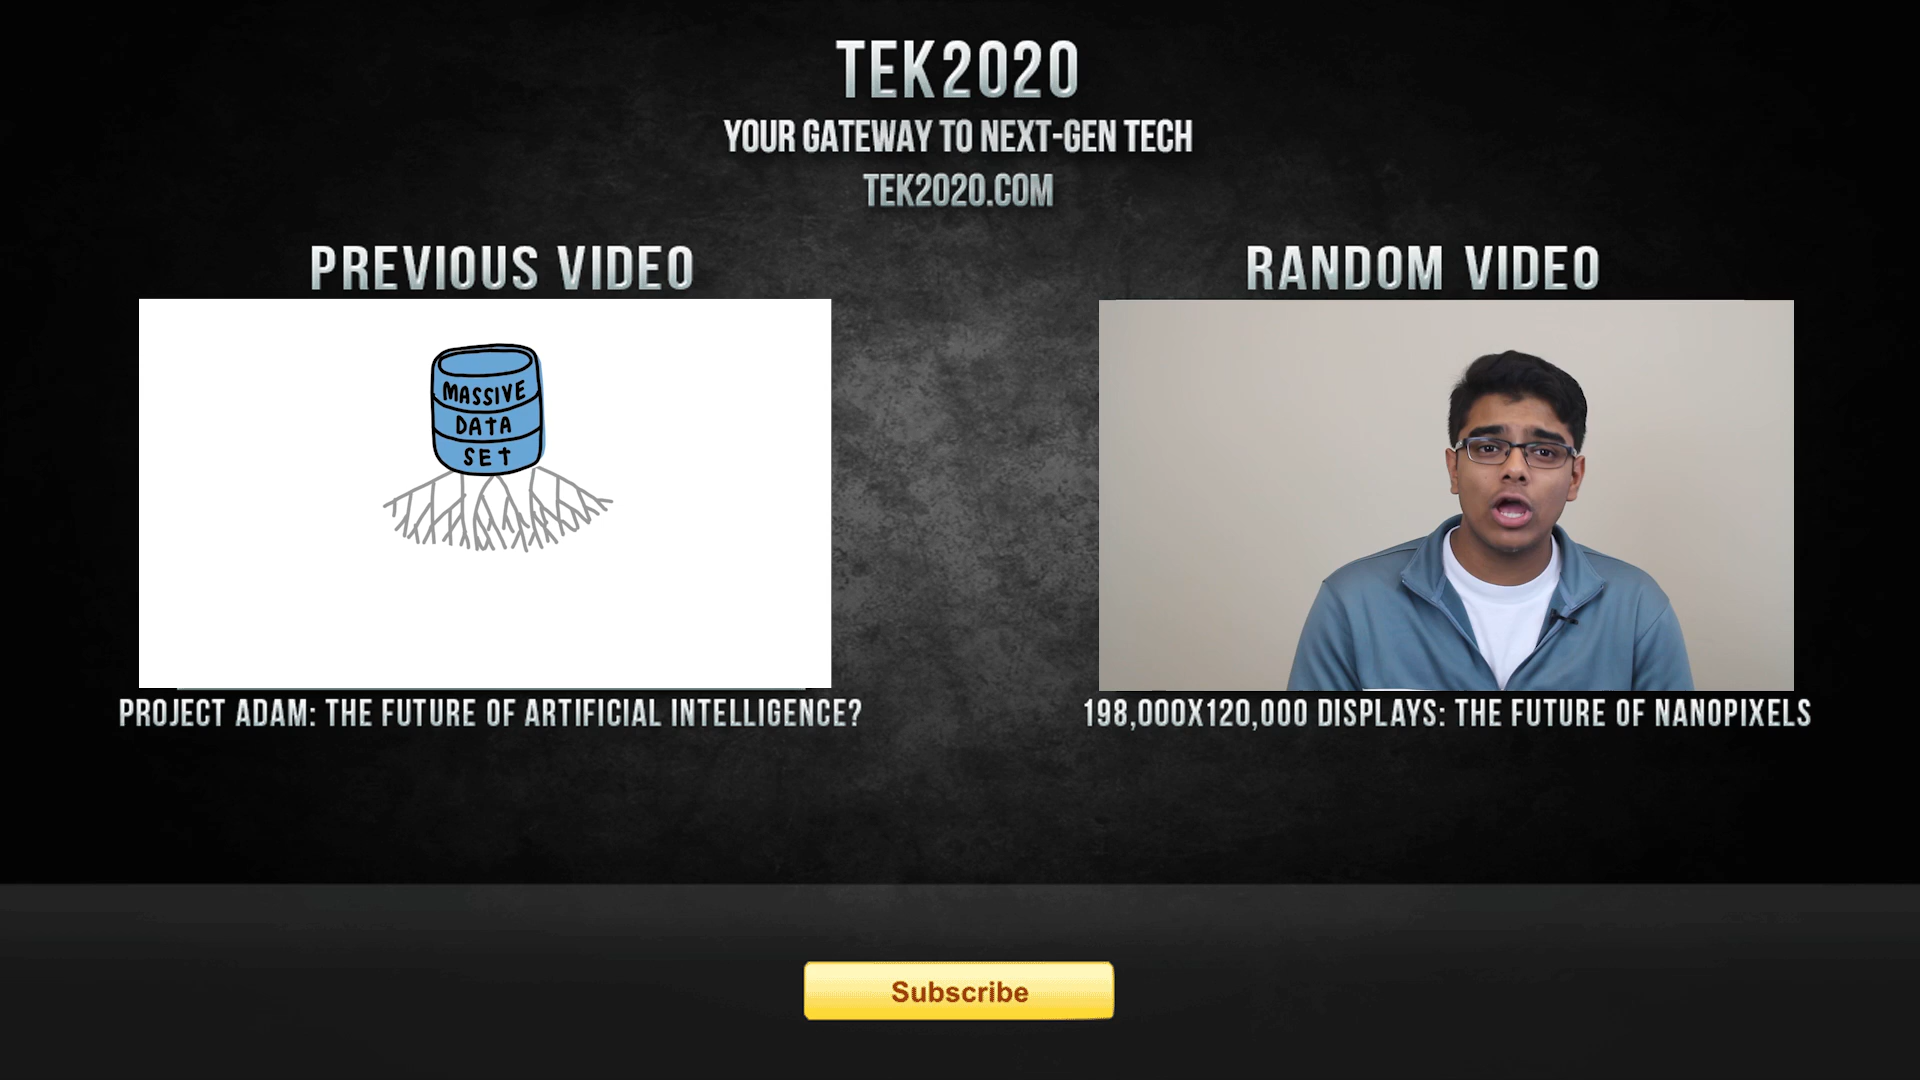 TEK2020
YOUR GATEWAY TO NEXT-GEN TECH
TEK2020.COM
PREVIOUS VIDEO
MASSIVE
DATA
SET
PROJECT ADAM: THE FUTURE OF ARTIFICIAL INTELLIGENCE?
RANDOM VIDEO
198,000X120,000 DISPLAYS: THE FUTURE OF NANOPIXELS
Subscribe